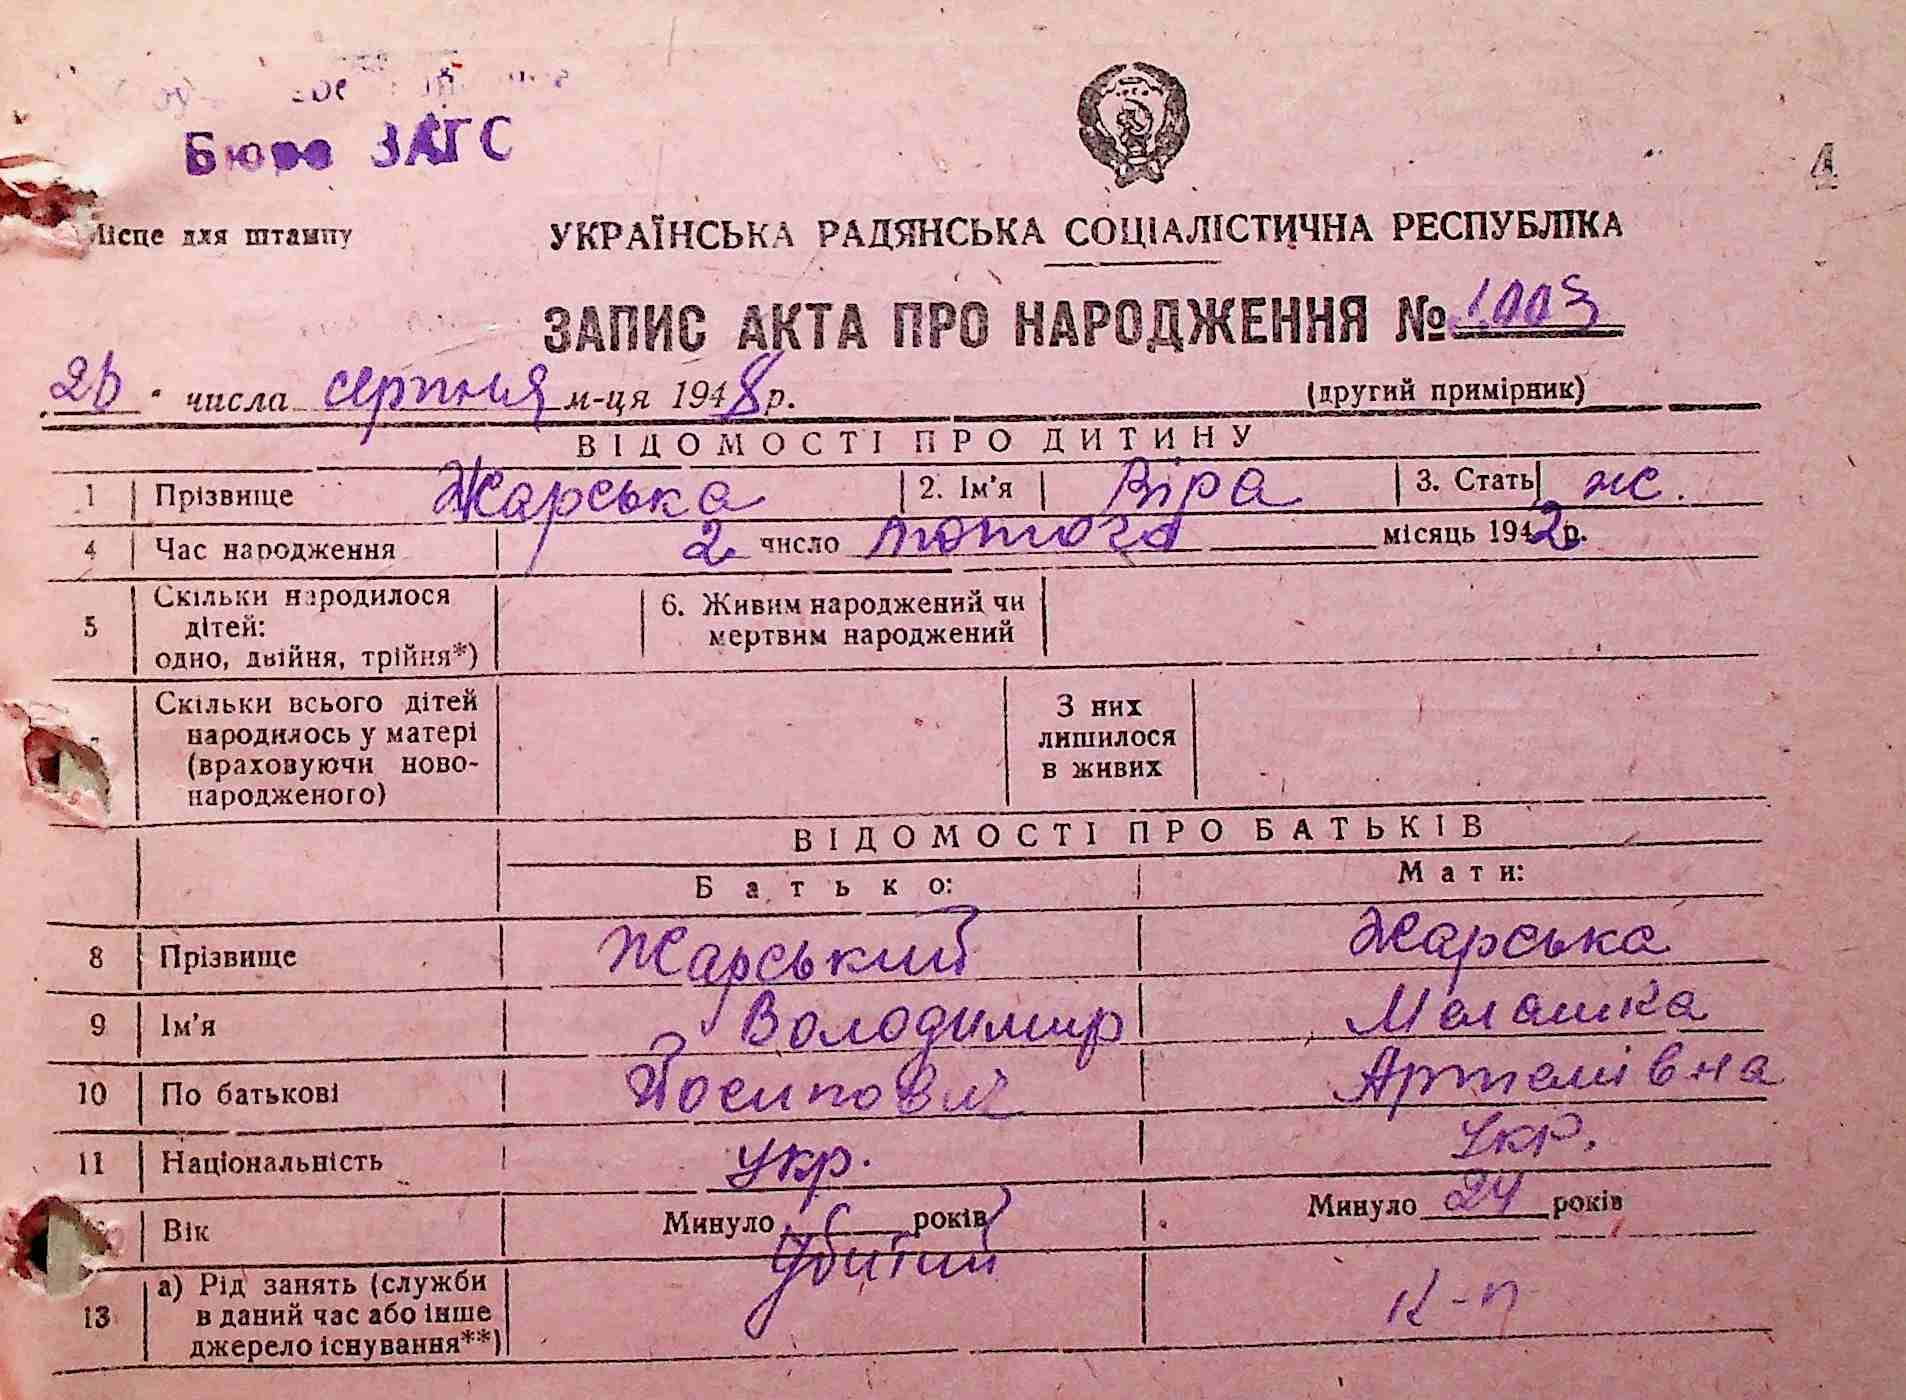 Бюро ЗАГС
4
Місце для штампу
УКРАЇНСЬКА РАДЯНСЬКА СОЦІАЛІСТИЧНА РЕСПУБЛІКА
ЗАПИС АКТА ПРО НАРОДЖЕННЯ № 1003
числа серпня м-ця 1948 р.
(другий примірник)
ВІДОМОСТІ ПРО ДИТИНУ
1 Прізвище Жарська 2. Ім'я Віра 3. Стать ж.
4 Час народження 2 число лютого місяць 1942 р.
5 Скільки народилося дітей: одно, двійня, трійня*)
6. Живим народжений чи мертвим народжений
Скільки всього дітей народилось у матері (враховуючи ново-народженого)
З них лишилося в живих
ВІДОМОСТІ ПРО БАТЬКІВ
Батько: Мати:
8 Прізвище Жарський Жарська
9 Ім'я Володимир Мелашка
10 По батькові Йосипович Артемівна
11 Національність Укр. Укр.
Вік Минуло років Минуло 24 років
Убитий
13 а) Рід занять (служби в даний час або інше джерело існування**)
К-п